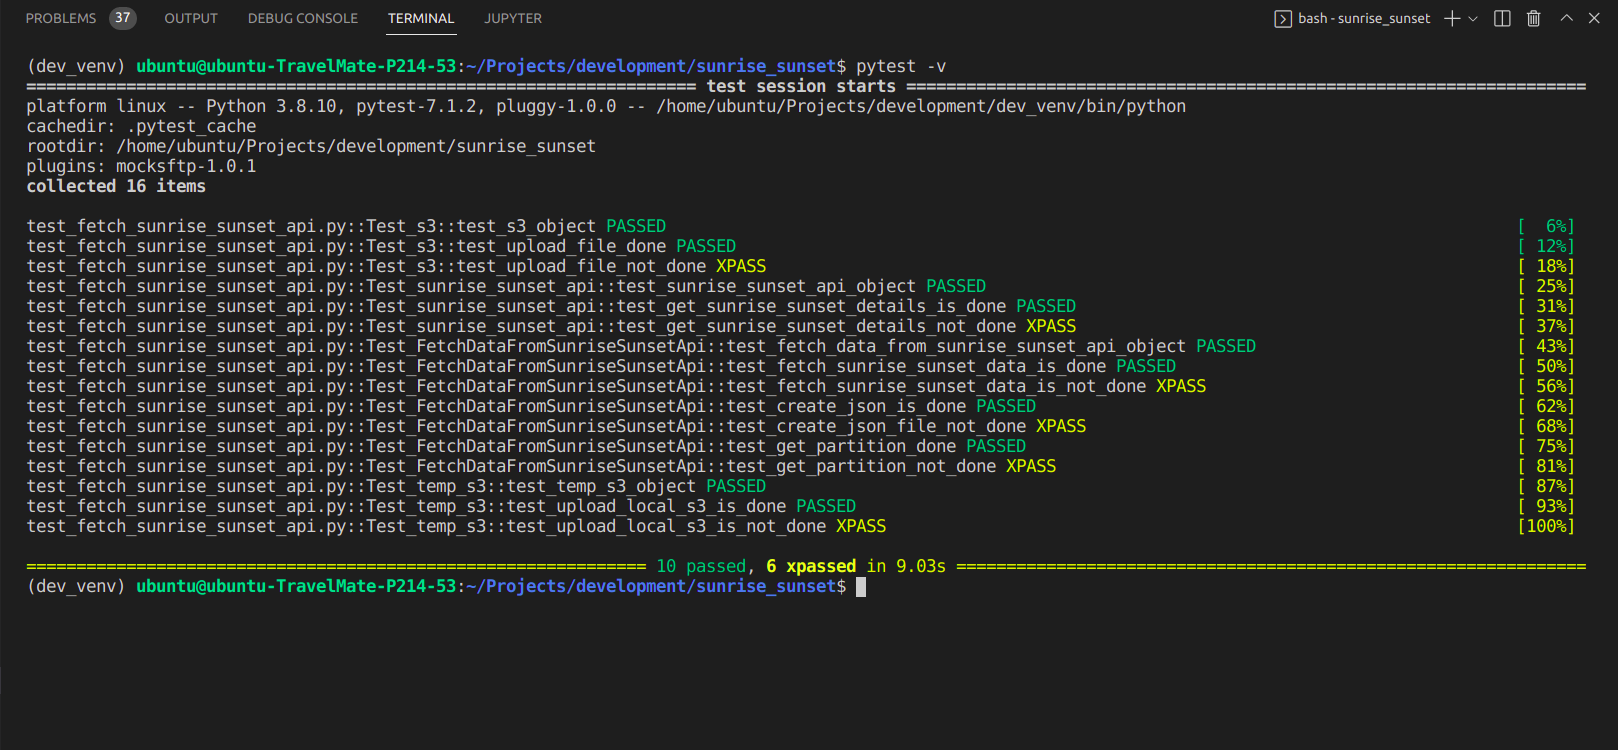 PROBLEMS 37 OUTPUT DEBUG CONSOLE TERMINAL JUPYTER bash - sunrise_sunset
(dev_venv) ubuntu@ubuntu-TravelMate-P214-53:~/Projects/development/sunrise_sunset$ pytest -v
=================================================================== test session starts ====================================================================
platform linux -- Python 3.8.10, pytest-7.1.2, pluggy-1.0.0 -- /home/ubuntu/Projects/development/dev_venv/bin/python
cachedir: .pytest_cache
rootdir: /home/ubuntu/Projects/development/sunrise_sunset
plugins: mocksftp-1.0.1
collected 16 items
test_fetch_sunrise_sunset_api.py::Test_s3::test_s3_object PASSED [  6%]
test_fetch_sunrise_sunset_api.py::Test_s3::test_upload_file_done PASSED [ 12%]
test_fetch_sunrise_sunset_api.py::Test_s3::test_upload_file_not_done XPASS [ 18%]
test_fetch_sunrise_sunset_api.py::Test_sunrise_sunset_api::test_sunrise_sunset_api_object PASSED [ 25%]
test_fetch_sunrise_sunset_api.py::Test_sunrise_sunset_api::test_get_sunrise_sunset_details_is_done PASSED [ 31%]
test_fetch_sunrise_sunset_api.py::Test_sunrise_sunset_api::test_get_sunrise_sunset_details_not_done XPASS [ 37%]
test_fetch_sunrise_sunset_api.py::Test_FetchDataFromSunriseSunsetApi::test_fetch_data_from_sunrise_sunset_api_object PASSED [ 43%]
test_fetch_sunrise_sunset_api.py::Test_FetchDataFromSunriseSunsetApi::test_fetch_sunrise_sunset_data_is_done PASSED [ 50%]
test_fetch_sunrise_sunset_api.py::Test_FetchDataFromSunriseSunsetApi::test_fetch_sunrise_sunset_data_is_not_done XPASS [ 56%]
test_fetch_sunrise_sunset_api.py::Test_FetchDataFromSunriseSunsetApi::test_create_json_is_done PASSED [ 62%]
test_fetch_sunrise_sunset_api.py::Test_FetchDataFromSunriseSunsetApi::test_create_json_file_not_done XPASS [ 68%]
test_fetch_sunrise_sunset_api.py::Test_FetchDataFromSunriseSunsetApi::test_get_partition_done PASSED [ 75%]
test_fetch_sunrise_sunset_api.py::Test_FetchDataFromSunriseSunsetApi::test_get_partition_not_done XPASS [ 81%]
test_fetch_sunrise_sunset_api.py::Test_temp_s3::test_temp_s3_object PASSED [ 87%]
test_fetch_sunrise_sunset_api.py::Test_temp_s3::test_upload_local_s3_is_done PASSED [ 93%]
test_fetch_sunrise_sunset_api.py::Test_temp_s3::test_upload_local_s3_is_not_done XPASS [100%]
============================================================== 10 passed, 6 xpassed in 9.03s ===============================================================
(dev_venv) ubuntu@ubuntu-TravelMate-P214-53:~/Projects/development/sunrise_sunset$